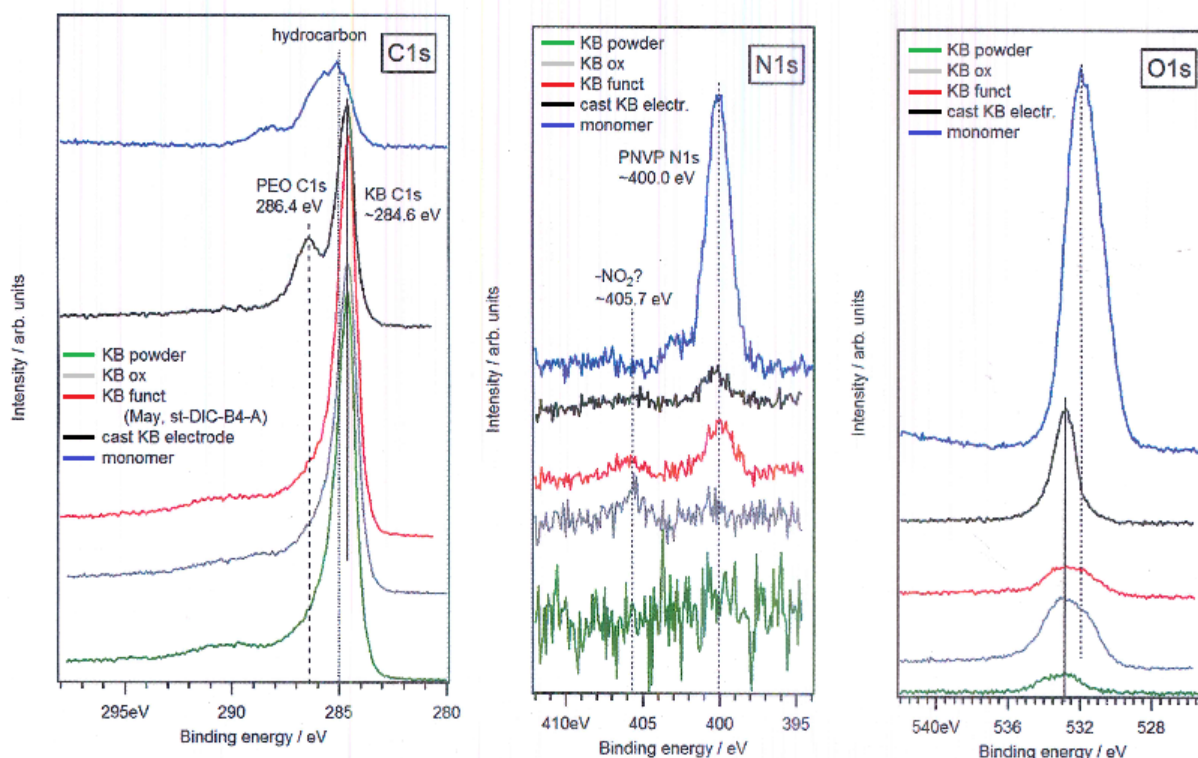 hydrocarbon
C1s
PEO C1s
286.4 eV
KB C1s
~284.6 eV
KB powder
KB ox
KB funct
(May, st-DIC-B4-A)
cast KB electrode
monomer
Intensity / arb. units
295eV
290
285
280
Binding energy / eV
KB powder
KB ox
KB funct
cast KB electr.
monomer
N1s
PNVP N1s
~400.0 eV
-NO₂?
~405.7 eV
Intensity / arb. units
410eV
405
400
395
Binding energy / eV
KB powder
KB ox
KB funct
cast KB electr.
monomer
O1s
Intensity / arb. units
540eV
536
532
528
Binding energy / eV